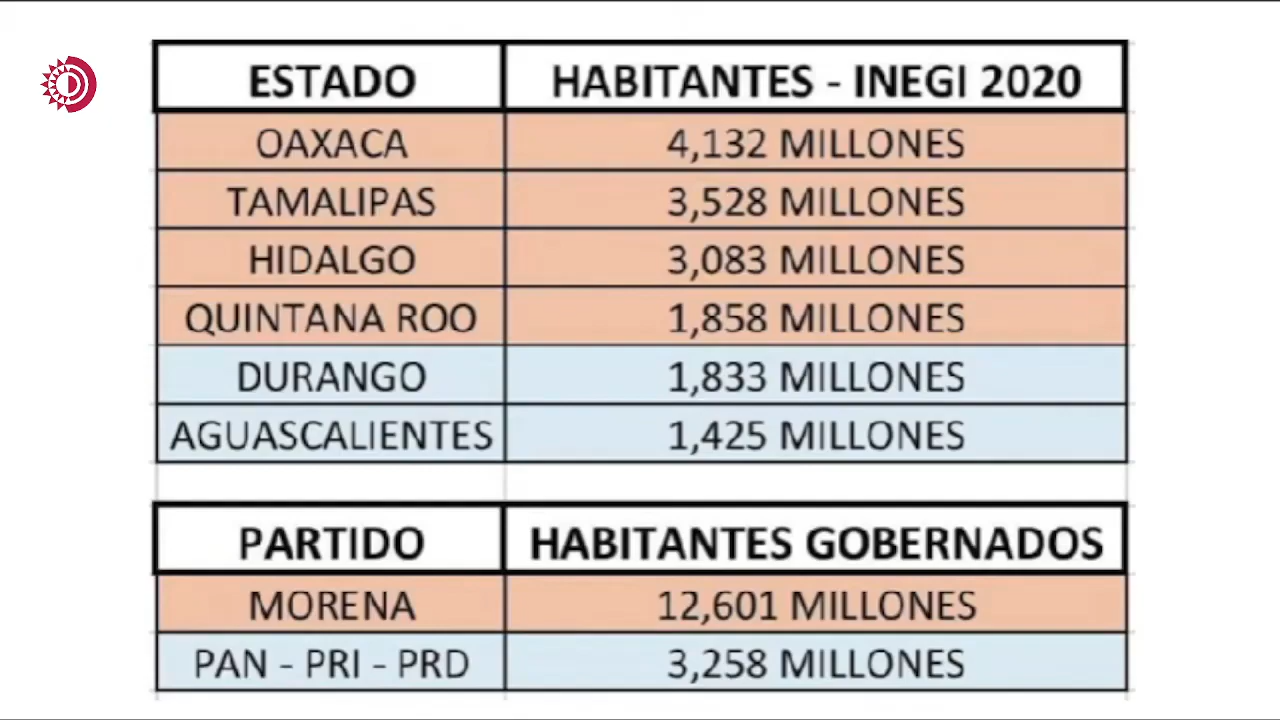 ESTADO HABITANTES - INEGI 2020
OAXACA 4,132 MILLONES
TAMALIPAS 3,528 MILLONES
HIDALGO 3,083 MILLONES
QUINTANA ROO 1,858 MILLONES
DURANGO 1,833 MILLONES
AGUASCALIENTES 1,425 MILLONES
PARTIDO HABITANTES GOBERNADOS
MORENA 12,601 MILLONES
PAN - PRI - PRD 3,258 MILLONES